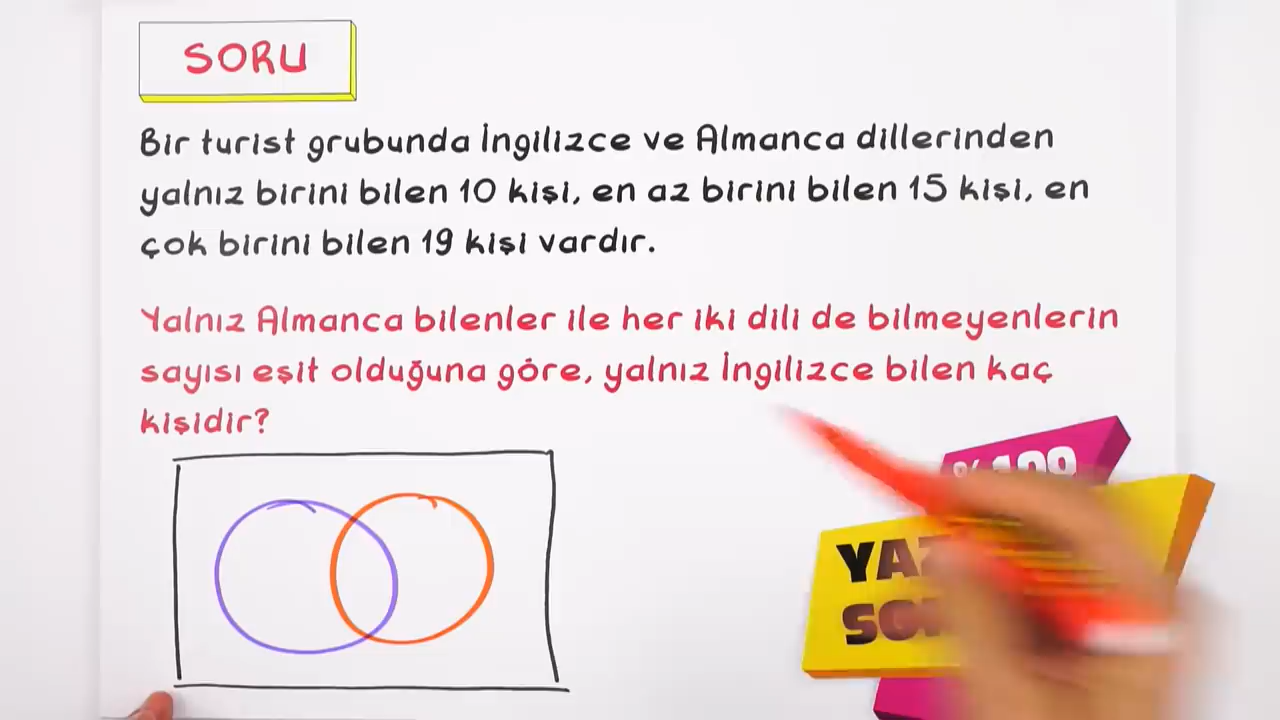 SORU
Bir turist grubunda İngilizce ve Almanca dillerinden
yalnız birini bilen 10 kişi, en az birini bilen 15 kişi, en
çok birini bilen 19 kişi vardır.
Yalnız Almanca bilenler ile her iki dili de bilmeyenlerin
sayısı eşit olduğuna göre, yalnız İngilizce bilen kaç
kişidir?